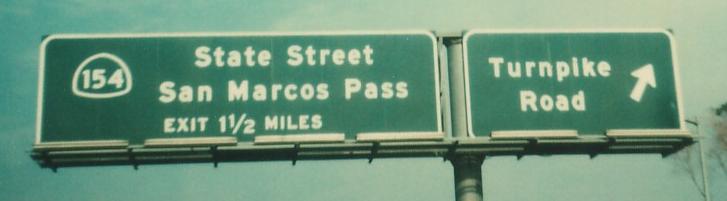 154
State Street
San Marcos Pass
EXIT 1½ MILES
Turnpike
Road